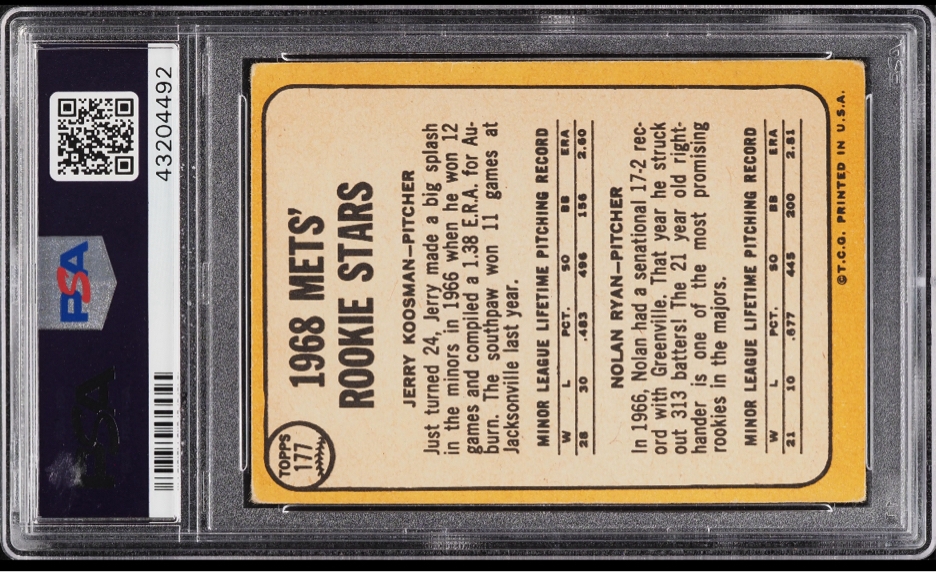 PSA
43204492
PSA
TOPPS
177
1968 METS'
ROOKIE STARS
JERRY KOOSMAN—PITCHER
Just turned 24, Jerry made a big splash
in the minors in 1966 when he won 12
games and compiled a 1.38 E.R.A. for Au-
burn. The southpaw won 11 games at
Jacksonville last year.
MINOR LEAGUE LIFETIME PITCHING RECORD
W L PCT. SO BB ERA
28 30 .483 496 156 2.60
NOLAN RYAN—PITCHER
In 1966, Nolan had a sensational 17-2 rec-
ord with Greenville. That year he struck
out 313 batters! The 21 year old right-
hander is one of the most promising
rookies in the majors.
MINOR LEAGUE LIFETIME PITCHING RECORD
W L PCT. SO BB ERA
21 10 .677 445 200 2.81
©T.C.G. PRINTED IN U.S.A.